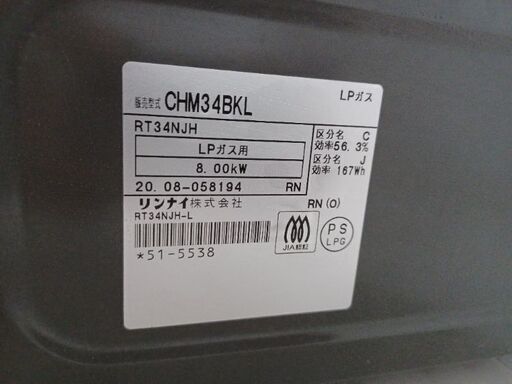 販売型式 CHM34BKL LPガス
RT34NJH
LPガス用
8.00kW
区分名 C
効率56.3%
区分名 J
効率 167Wh
20.08-058194 RN
リンナイ株式会社 RN(0)
RT34NJH-L
*51-5538
JIA認証
PS
LPG